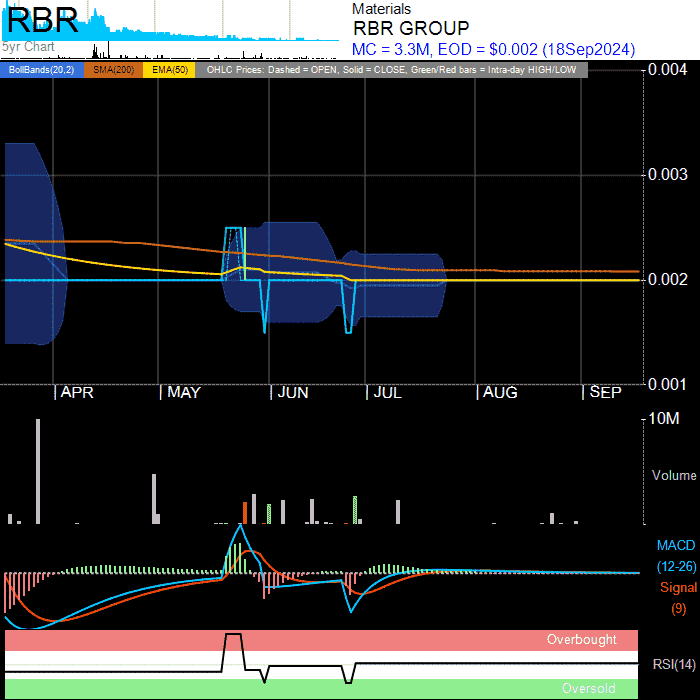 RBR
5yr Chart
Materials
RBR GROUP
MC = 3.3M, EOD = $0.002 (18Sep2024)
BollBands(20,2) SMA(200) EMA(50) OHLC Prices: Dashed = OPEN, Solid = CLOSE, Green/Red bars = Intra-day HIGH/LOW
0.004
0.003
0.002
0.001
APR MAY JUN JUL AUG SEP
10M
Volume
MACD
(12-26)
Signal
(9)
Overbought
RSI(14)
Oversold